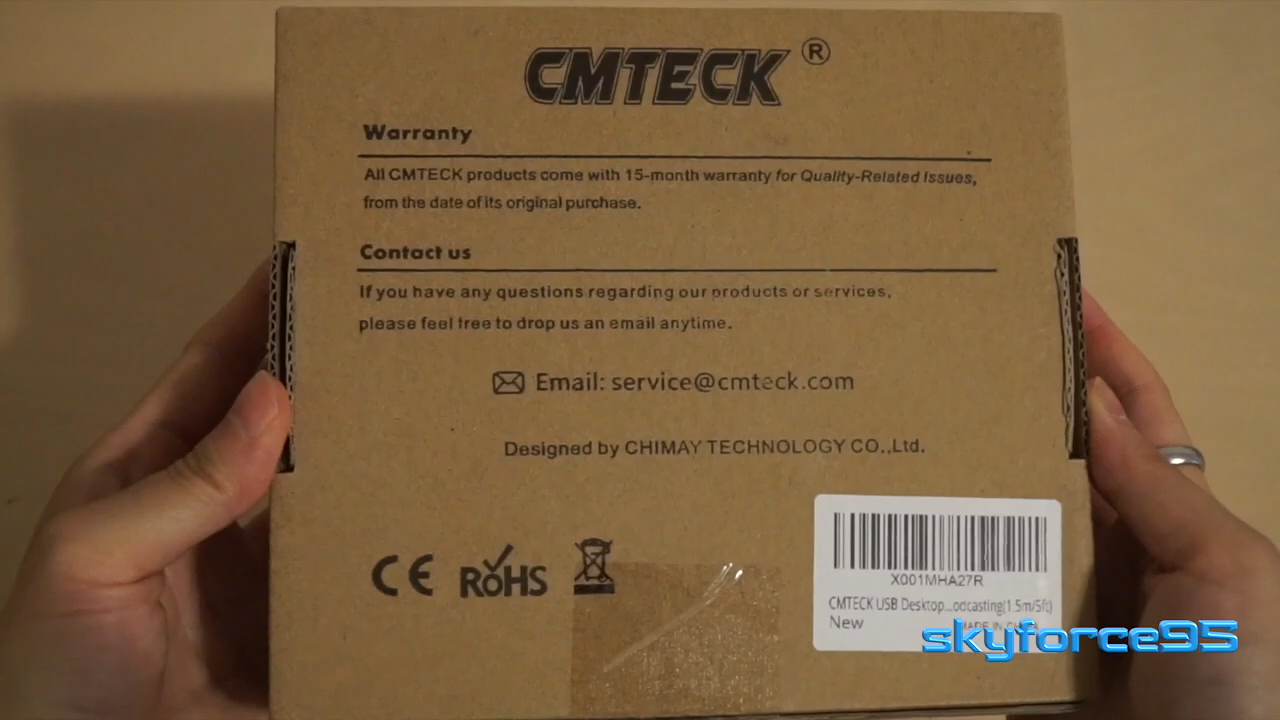 CMTECK ®
Warranty
All CMTECK products come with 15-month warranty for Quality-Related Issues,
from the date of its original purchase.
Contact us
If you have any questions regarding our products or services,
please feel free to drop us an email anytime.
Email: service@cmteck.com
Designed by CHIMAY TECHNOLOGY CO.,Ltd.
CE RoHS
X001MHA27R
CMTECK USB Desktop...odcasting(1.5m/5ft)
New
MADE IN CHINA
skyforce95